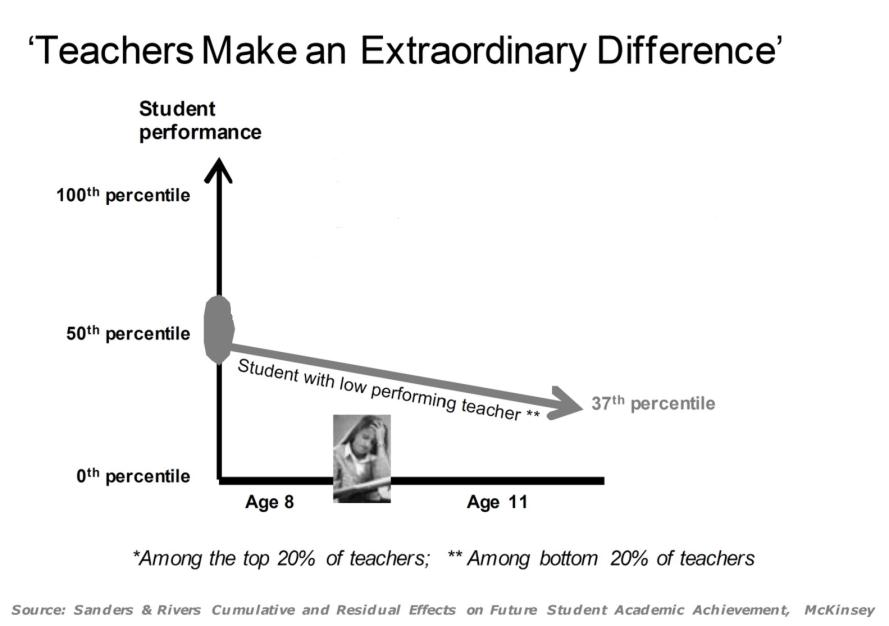 ‘Teachers Make an Extraordinary Difference’
Student
performance
100th percentile
50th percentile
Student with low performing teacher **
37th percentile
0th percentile
Age 8
Age 11
*Among the top 20% of teachers; ** Among bottom 20% of teachers
Source: Sanders & Rivers Cumulative and Residual Effects on Future Student Academic Achievement, McKinsey